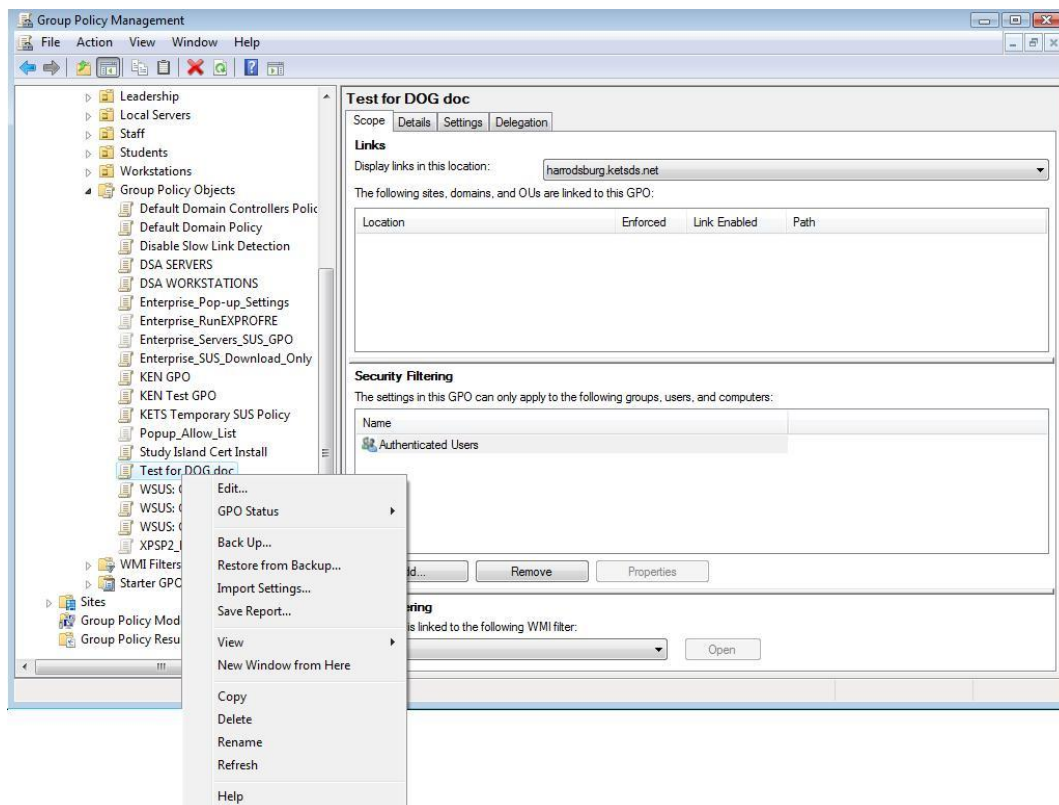 Group Policy Management
File Action View Window Help
Leadership
Local Servers
Staff
Students
Workstations
Group Policy Objects
Default Domain Controllers Polic
Default Domain Policy
Disable Slow Link Detection
DSA SERVERS
DSA WORKSTATIONS
Enterprise_Pop-up_Settings
Enterprise_RunEXPROFRE
Enterprise_Servers_SUS_GPO
Enterprise_SUS_Download_Only
KEN GPO
KEN Test GPO
KETS Temporary SUS Policy
Popup_Allow_List
Study Island Cert Install
Test for DOG doc
WSUS:
WSUS:
WSUS:
XPSP2_
WMI Filters
Starter GPO
Sites
Group Policy Mod
Group Policy Resu
Edit...
GPO Status
Back Up...
Restore from Backup...
Import Settings...
Save Report...
View
New Window from Here
Copy
Delete
Rename
Refresh
Help
Test for DOG doc
Scope Details Settings Delegation
Links
Display links in this location: harrodsburg.ketsds.net
The following sites, domains, and OUs are linked to this GPO:
Location Enforced Link Enabled Path
Security Filtering
The settings in this GPO can only apply to the following groups, users, and computers:
Name
Authenticated Users
Remove Properties
is linked to the following WMI filter:
Open